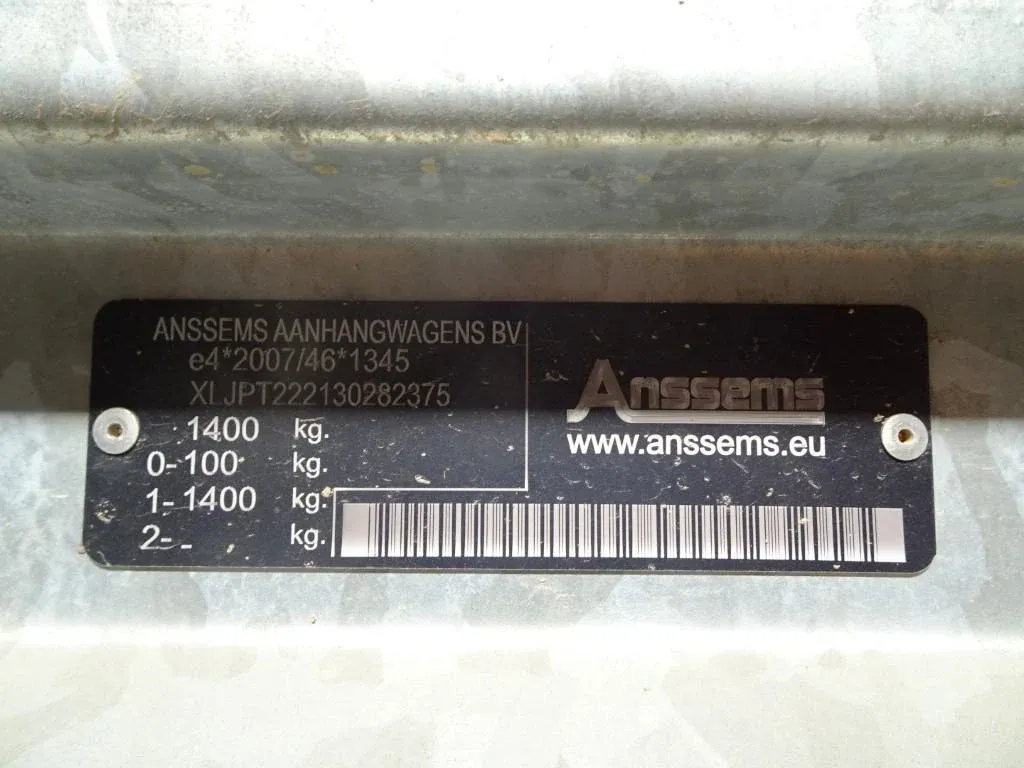 ANSSEMS AANHANGWAGENS BV
e4*2007/46*1345
XLJPT222130282375
1400 kg.
0- 100 kg.
1- 1400 kg.
2- - kg.
Anssems
www.anssems.eu